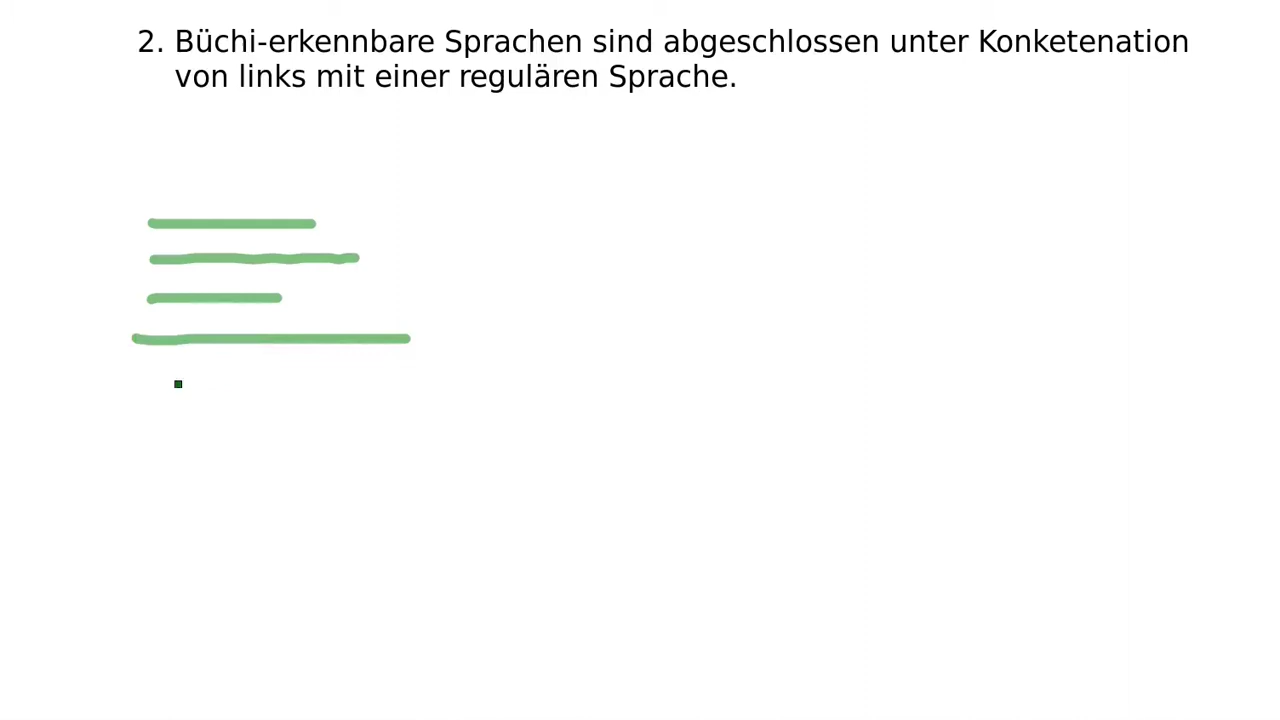 2. Büchi-erkennbare Sprachen sind abgeschlossen unter Konketenation
von links mit einer regulären Sprache.